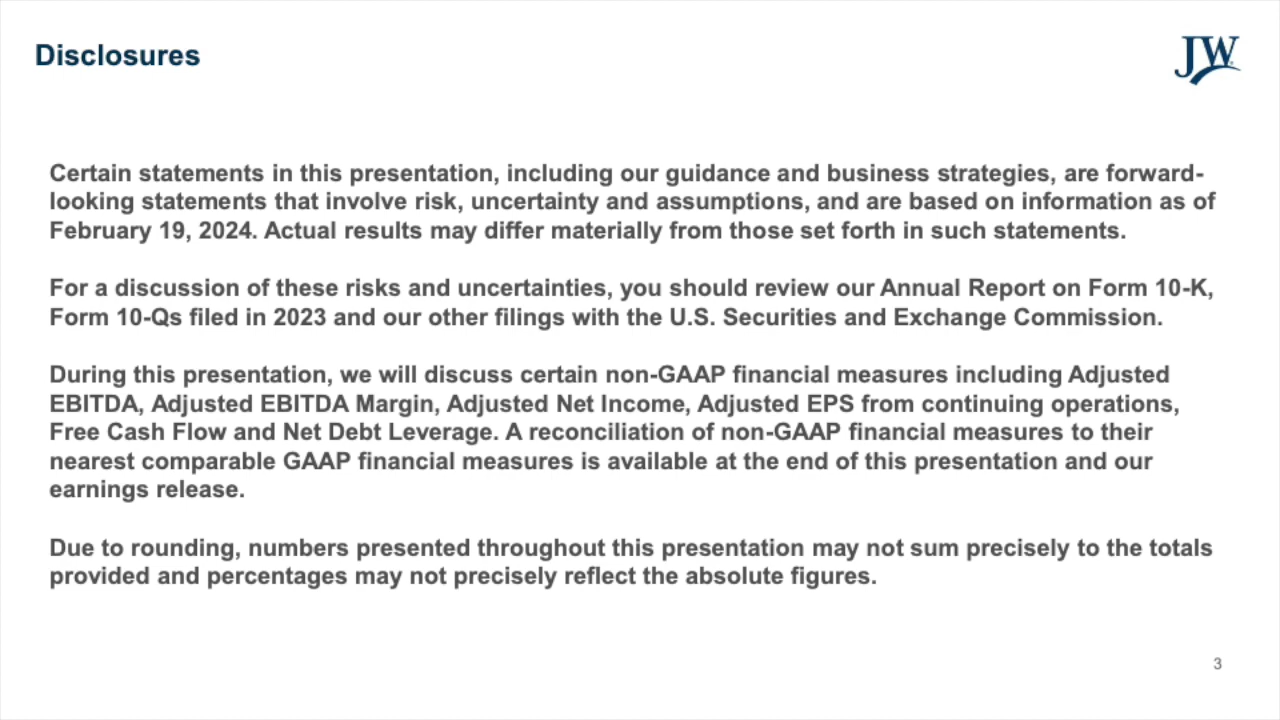 Disclosures
JW
Certain statements in this presentation, including our guidance and business strategies, are forward-
looking statements that involve risk, uncertainty and assumptions, and are based on information as of
February 19, 2024. Actual results may differ materially from those set forth in such statements.
For a discussion of these risks and uncertainties, you should review our Annual Report on Form 10-K,
Form 10-Qs filed in 2023 and our other filings with the U.S. Securities and Exchange Commission.
During this presentation, we will discuss certain non-GAAP financial measures including Adjusted
EBITDA, Adjusted EBITDA Margin, Adjusted Net Income, Adjusted EPS from continuing operations,
Free Cash Flow and Net Debt Leverage. A reconciliation of non-GAAP financial measures to their
nearest comparable GAAP financial measures is available at the end of this presentation and our
earnings release.
Due to rounding, numbers presented throughout this presentation may not sum precisely to the totals
provided and percentages may not precisely reflect the absolute figures.
3